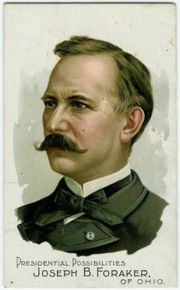 PRESIDENTIAL POSSIBILITIES
JOSEPH B. FORAKER,
OF OHIO.